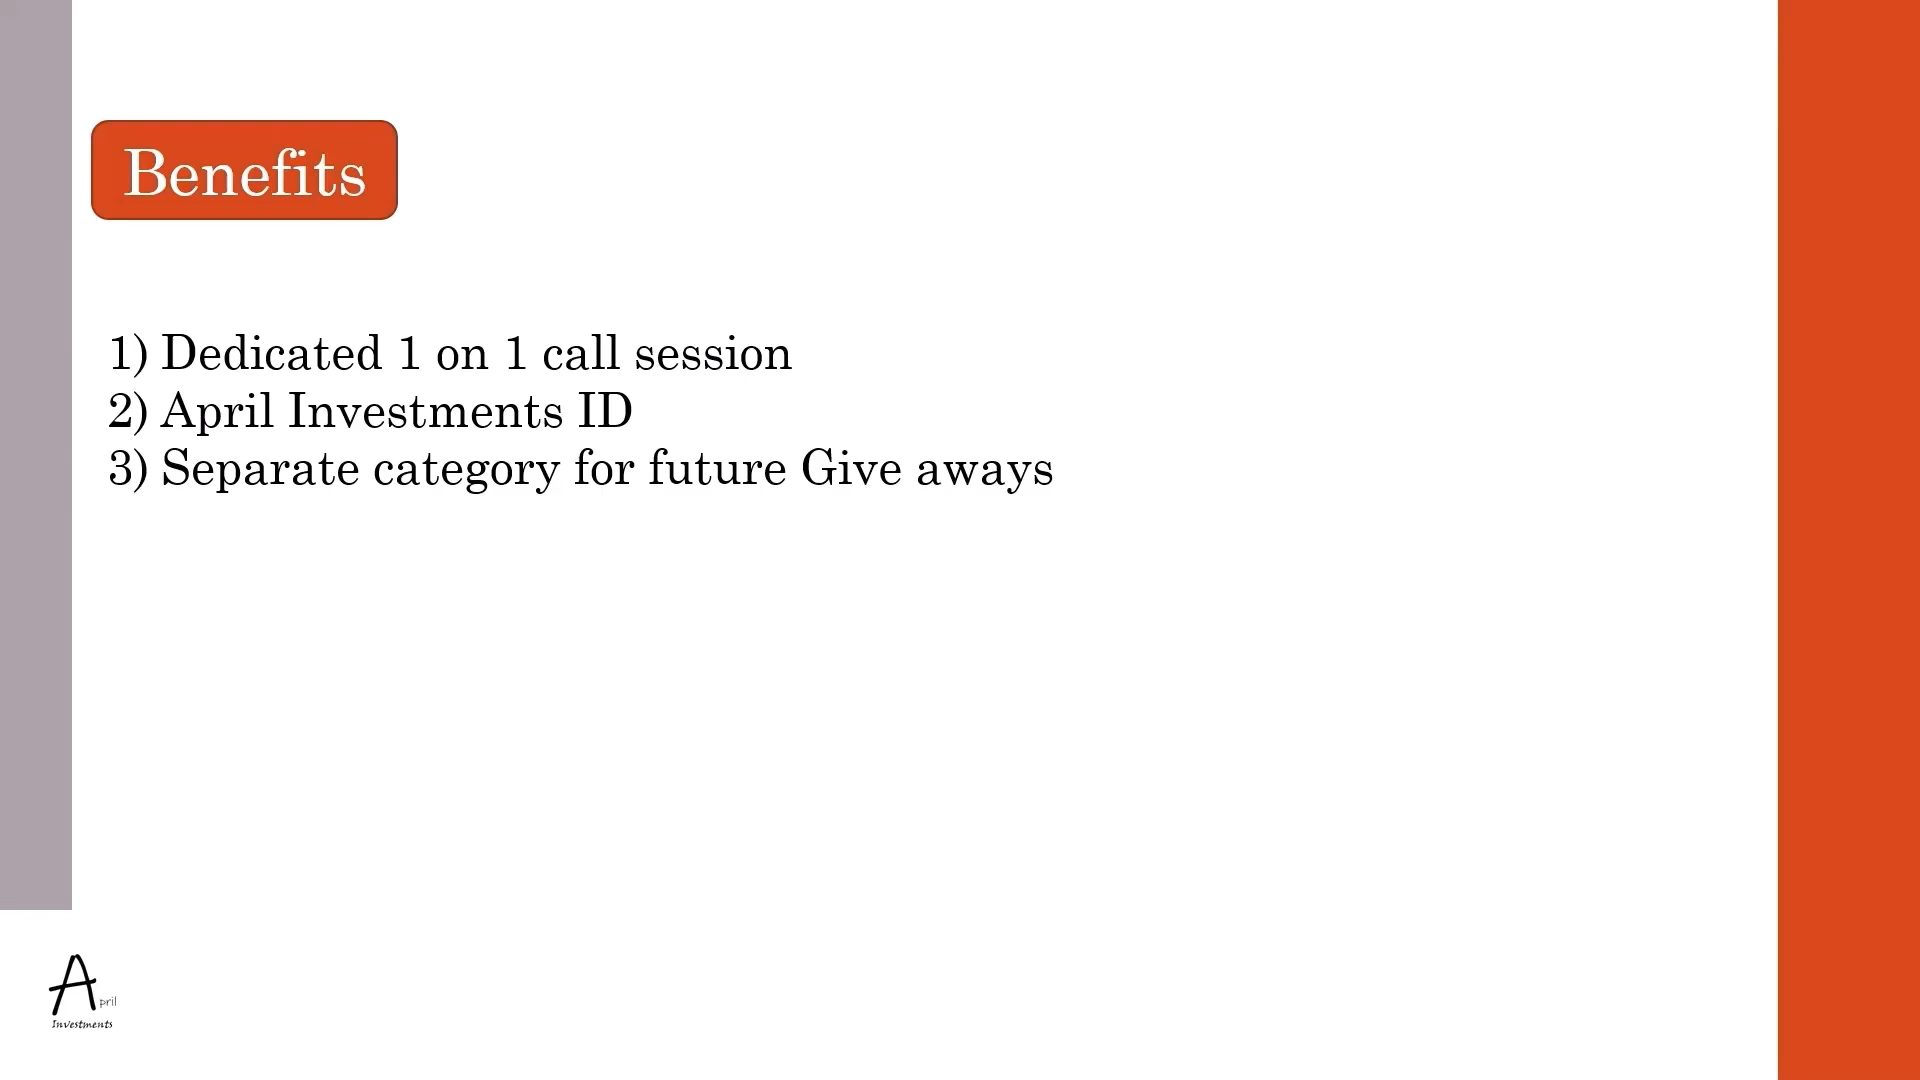 Benefits
1) Dedicated 1 on 1 call session
2) April Investments ID
3) Separate category for future Give aways
April
Investments